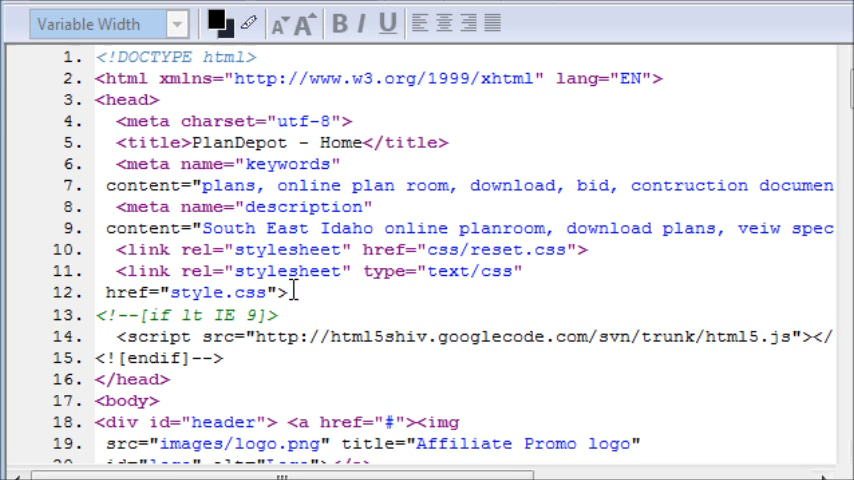 Variable Width A A B I U
1. <!DOCTYPE html>
2. <html xmlns="http://www.w3.org/1999/xhtml" lang="EN">
3. <head>
4. <meta charset="utf-8">
5. <title>PlanDepot - Home</title>
6. <meta name="keywords"
7. content="plans, online plan room, download, bid, contruction documen
8. <meta name="description"
9. content="South East Idaho online planroom, download plans, veiw spec
10. <link rel="stylesheet" href="css/reset.css">
11. <link rel="stylesheet" type="text/css"
12. href="style.css">
13. <!--[if lt IE 9]>
14. <script src="http://html5shiv.googlecode.com/svn/trunk/html5.js"></
15. <![endif]-->
16. </head>
17. <body>
18. <div id="header"> <a href="#"><img
19. src="images/logo.png" title="Affiliate Promo logo"